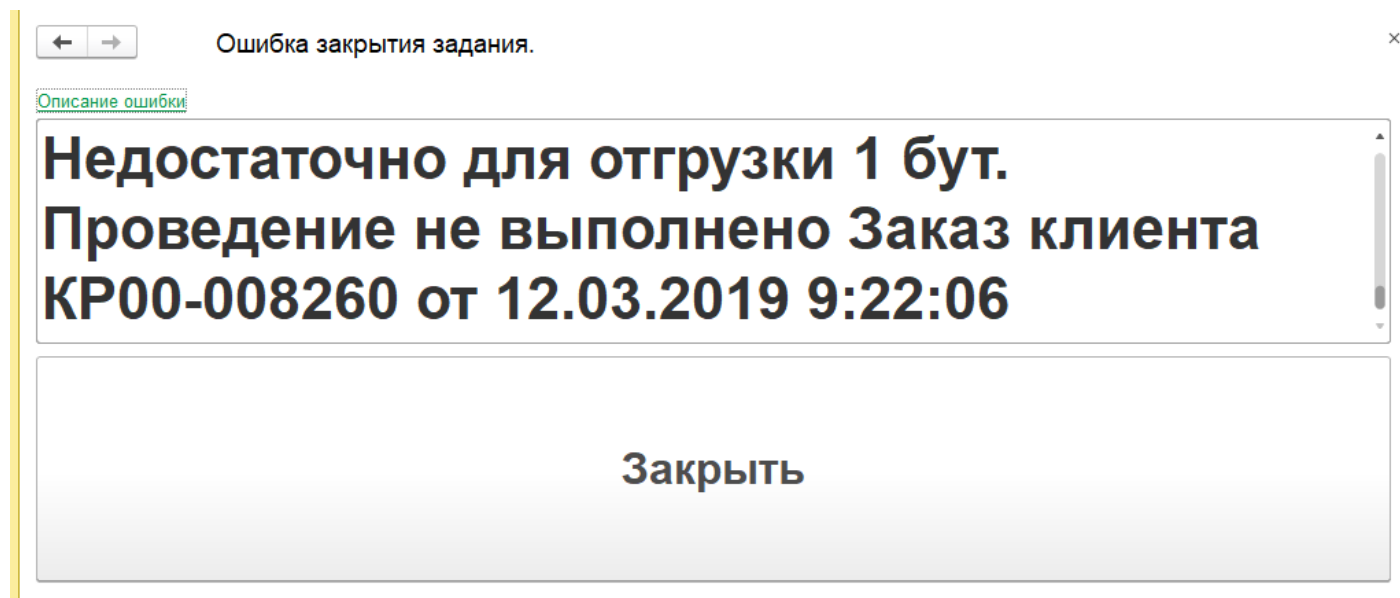 Ошибка закрытия задания.
Описание ошибки
Недостаточно для отгрузки 1 бут.
Проведение не выполнено Заказ клиента
КР00-008260 от 12.03.2019 9:22:06
Закрыть